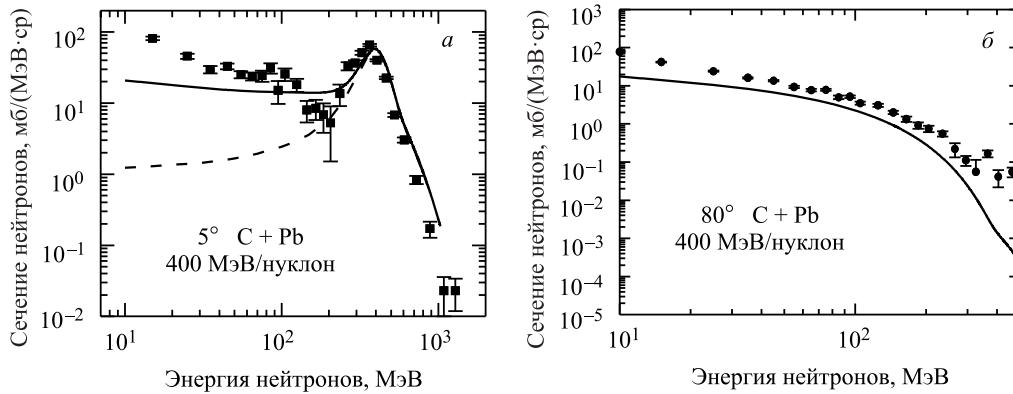 Сечение нейтронов, мб/(МэВ·ср)
10²
10¹
10⁰
10⁻¹
10⁻²
а
5° C + Pb
400 МэВ/нуклон
10¹ 10² 10³
Энергия нейтронов, МэВ
Сечение нейтронов, мб/(МэВ·ср)
10³
10²
10¹
10⁰
10⁻¹
10⁻²
10⁻³
10⁻⁴
10⁻⁵
б
80° C + Pb
400 МэВ/нуклон
10¹ 10²
Энергия нейтронов, МэВ